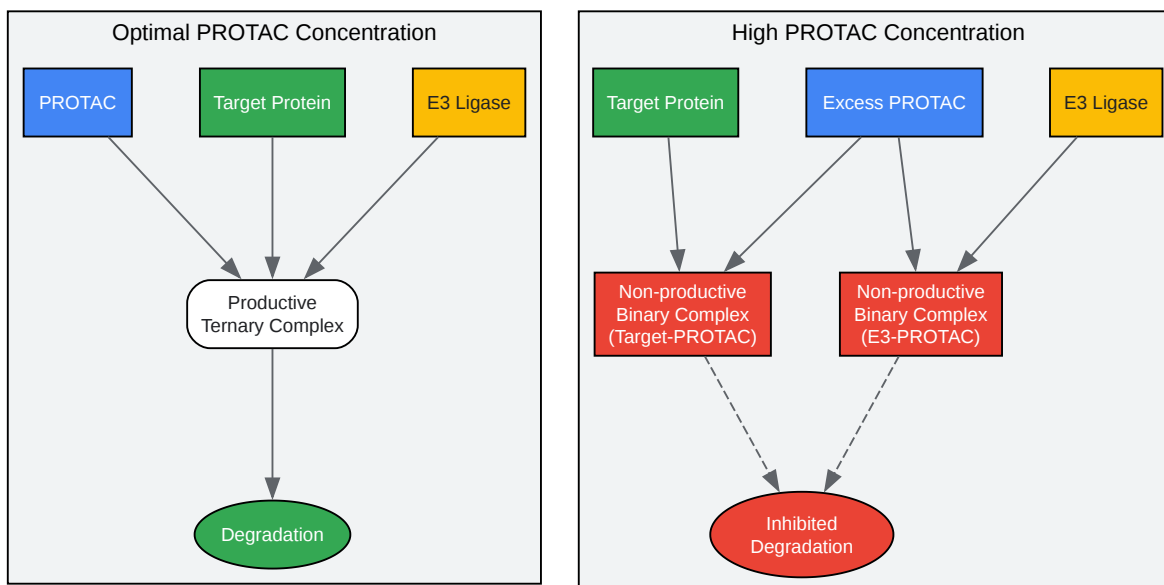 Optimal PROTAC Concentration
PROTAC
Target Protein
E3 Ligase
Productive
Ternary Complex
Degradation
High PROTAC Concentration
Target Protein
Excess PROTAC
E3 Ligase
Non-productive
Binary Complex
(Target-PROTAC)
Non-productive
Binary Complex
(E3-PROTAC)
Inhibited
Degradation